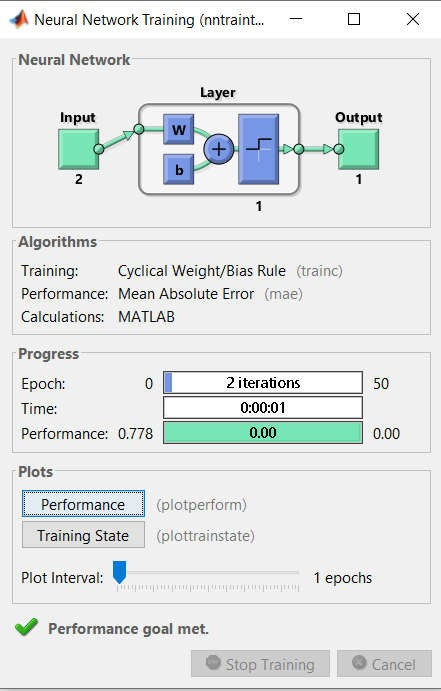 Neural Network Training (nntraint...
Neural Network
Layer
Input
Output
W
b
+
2
1
1
Algorithms
Training: Cyclical Weight/Bias Rule (trainc)
Performance: Mean Absolute Error (mae)
Calculations: MATLAB
Progress
Epoch: 0 2 iterations 50
Time: 0:00:01
Performance: 0.778 0.00 0.00
Plots
Performance (plotperform)
Training State (plottrainstate)
Plot Interval: 1 epochs
Performance goal met.
Stop Training Cancel